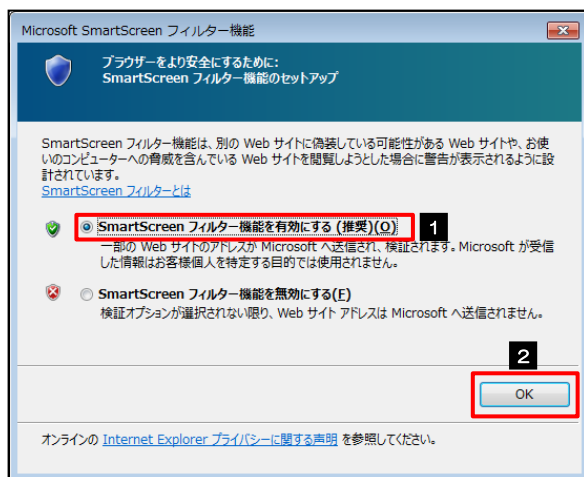 Microsoft SmartScreen フィルター機能
ブラウザーをより安全にするために:
SmartScreen フィルター機能のセットアップ
SmartScreen フィルター機能は、別の Web サイトに偽装している可能性がある Web サイトや、お使
いのコンピューターへの脅威を含んでいる Web サイトを閲覧しようとした場合に警告が表示されるように設
計されています。
SmartScreen フィルターとは
SmartScreen フィルター機能を有効にする (推奨)(O)
1
一部の Web サイトのアドレスが Microsoft へ送信され、検証されます。Microsoft が受信
した情報はお客様個人を特定する目的では使用されません。
SmartScreen フィルター機能を無効にする(F)
検証オプションが選択されない限り、Web サイト アドレスは Microsoft へ送信されません。
2
OK
オンラインの Internet Explorer プライバシーに関する声明 を参照してください。